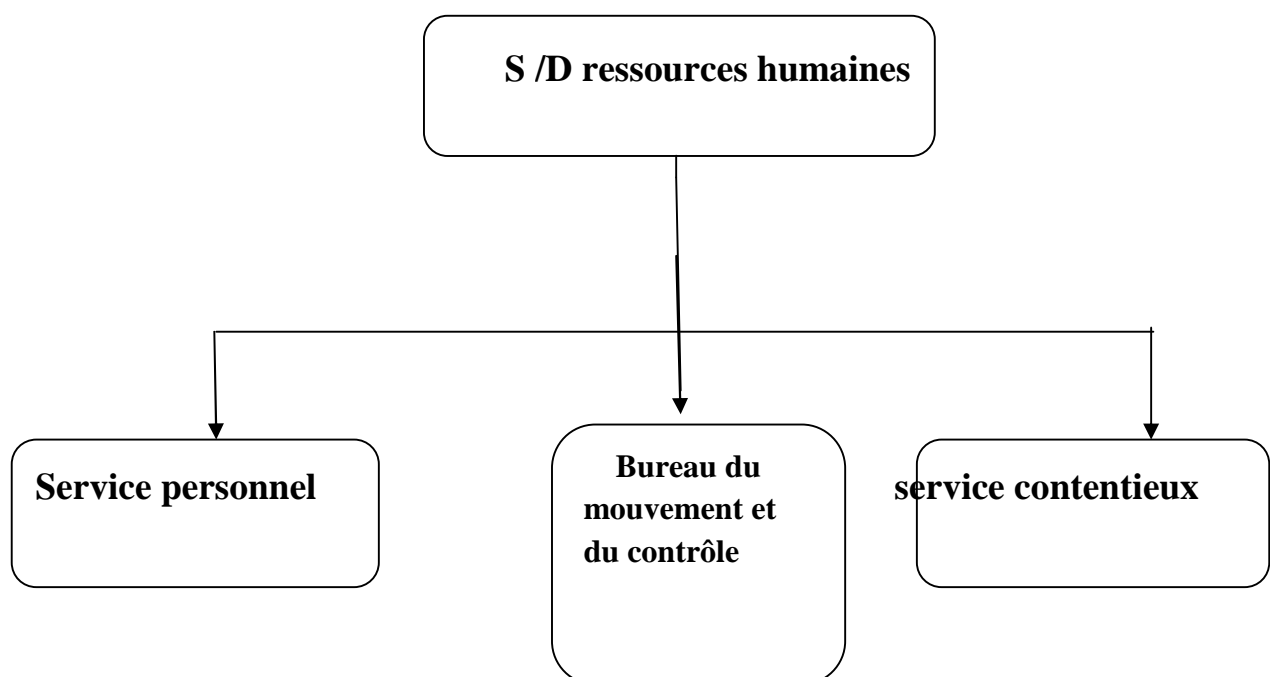 S /D ressources humaines
Service personnel
Bureau du
mouvement et
du contrôle
service contentieux